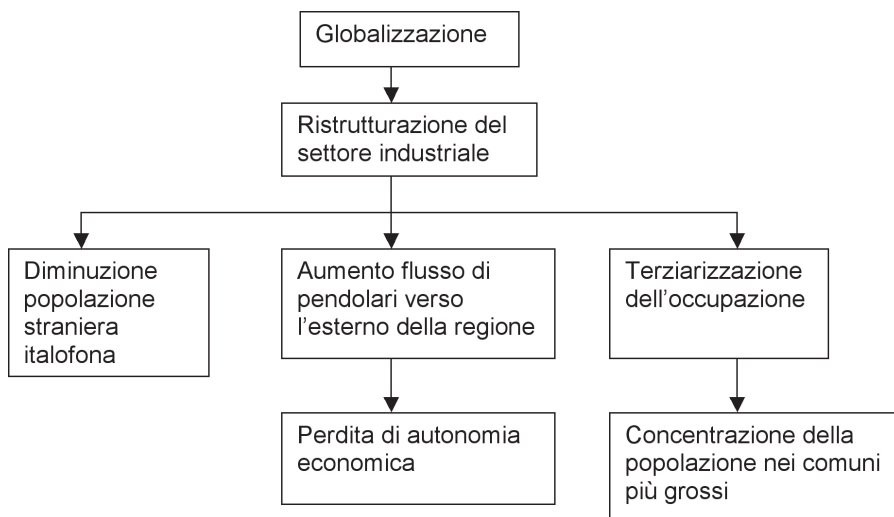 Globalizzazione
Ristrutturazione del
settore industriale
Diminuzione
popolazione
straniera
italofona
Aumento flusso di
pendolari verso
l'esterno della regione
Terziarizzazione
dell'occupazione
Perdita di autonomia
economica
Concentrazione della
popolazione nei comuni
più grossi